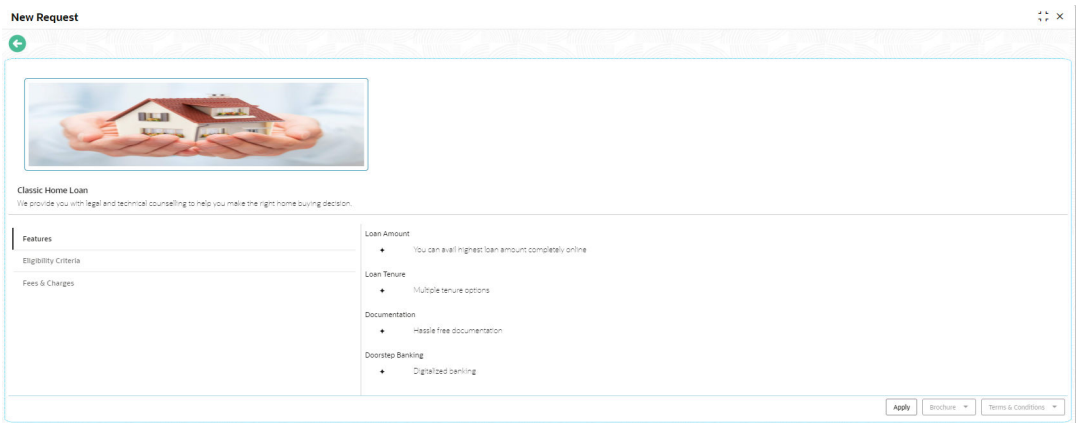 New Request
Classic Home Loan
We provide you with legal and technical counselling to help you make the right home buying decision.
Features
Eligibility Criteria
Fees & Charges
Loan Amount
You can avail highest loan amount completely online
Loan Tenure
Multiple tenure options
Documentation
Hassle free documentation
Doorstep Banking
Digitalized banking
Apply
Brochure
Terms & Conditions